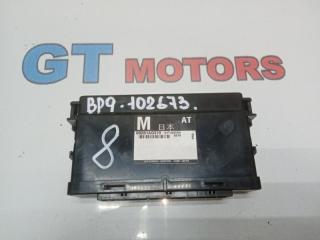 GT MOTORS
BP9-102673.
M
日本
AT
8